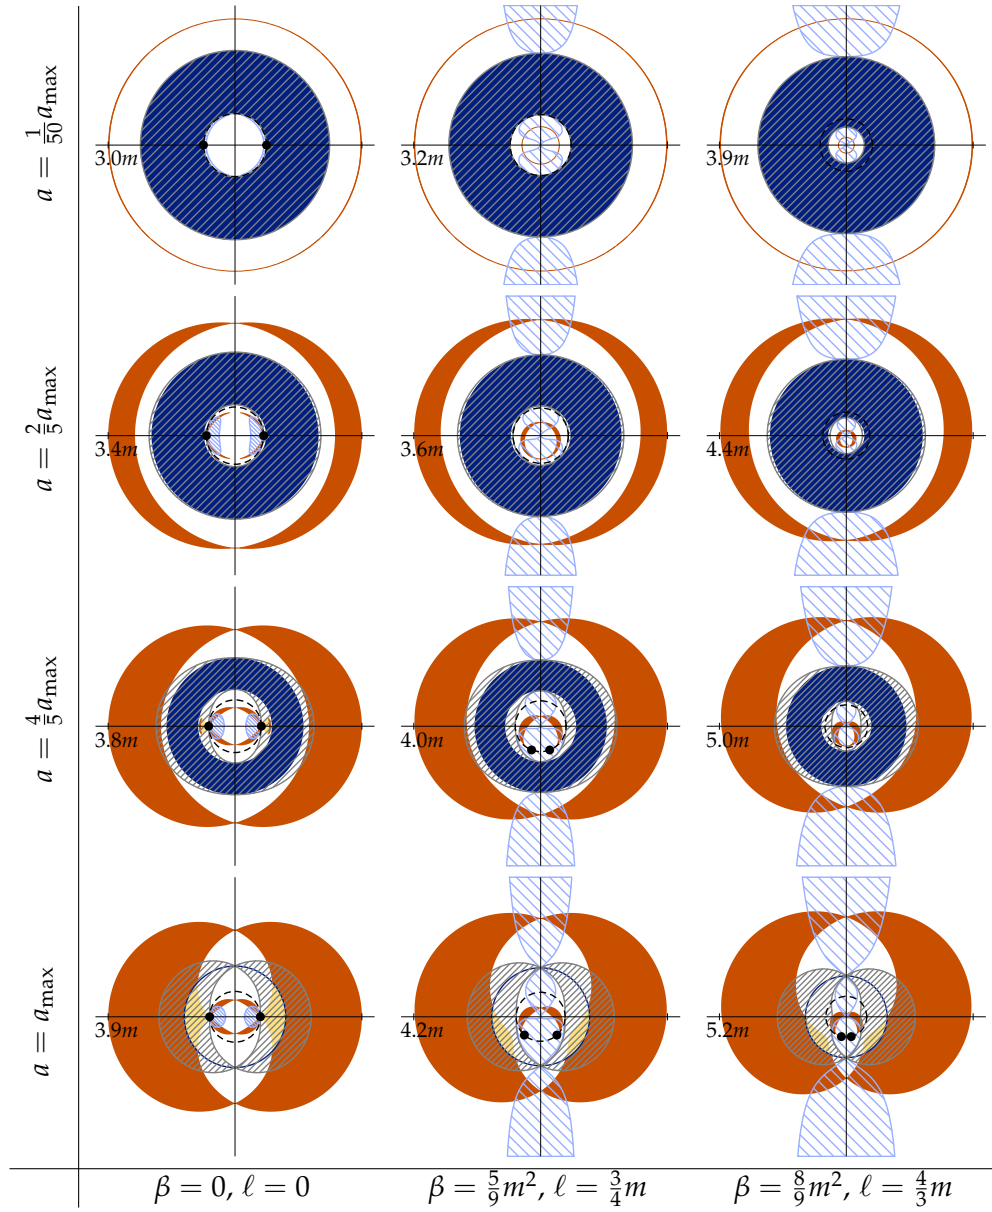 a = 1/50 a_max
3.0m
3.2m
3.9m
a = 2/5 a_max
3.4m
3.6m
4.4m
a = 4/5 a_max
3.8m
4.0m
5.0m
a = a_max
3.9m
4.2m
5.2m
β = 0, ℓ = 0
β = 5/9 m², ℓ = 3/4 m
β = 8/9 m², ℓ = 4/3 m